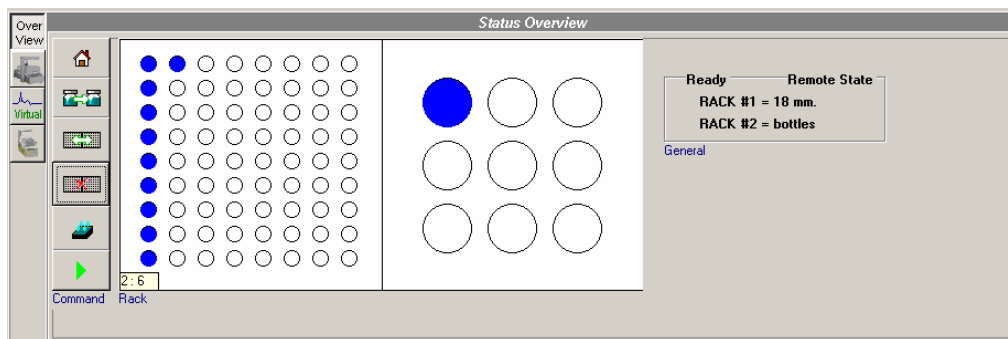 Status Overview
Over
View
Virtual
Ready
Remote State
RACK #1 = 18 mm.
RACK #2 = bottles
General
2:6
Command
Rack